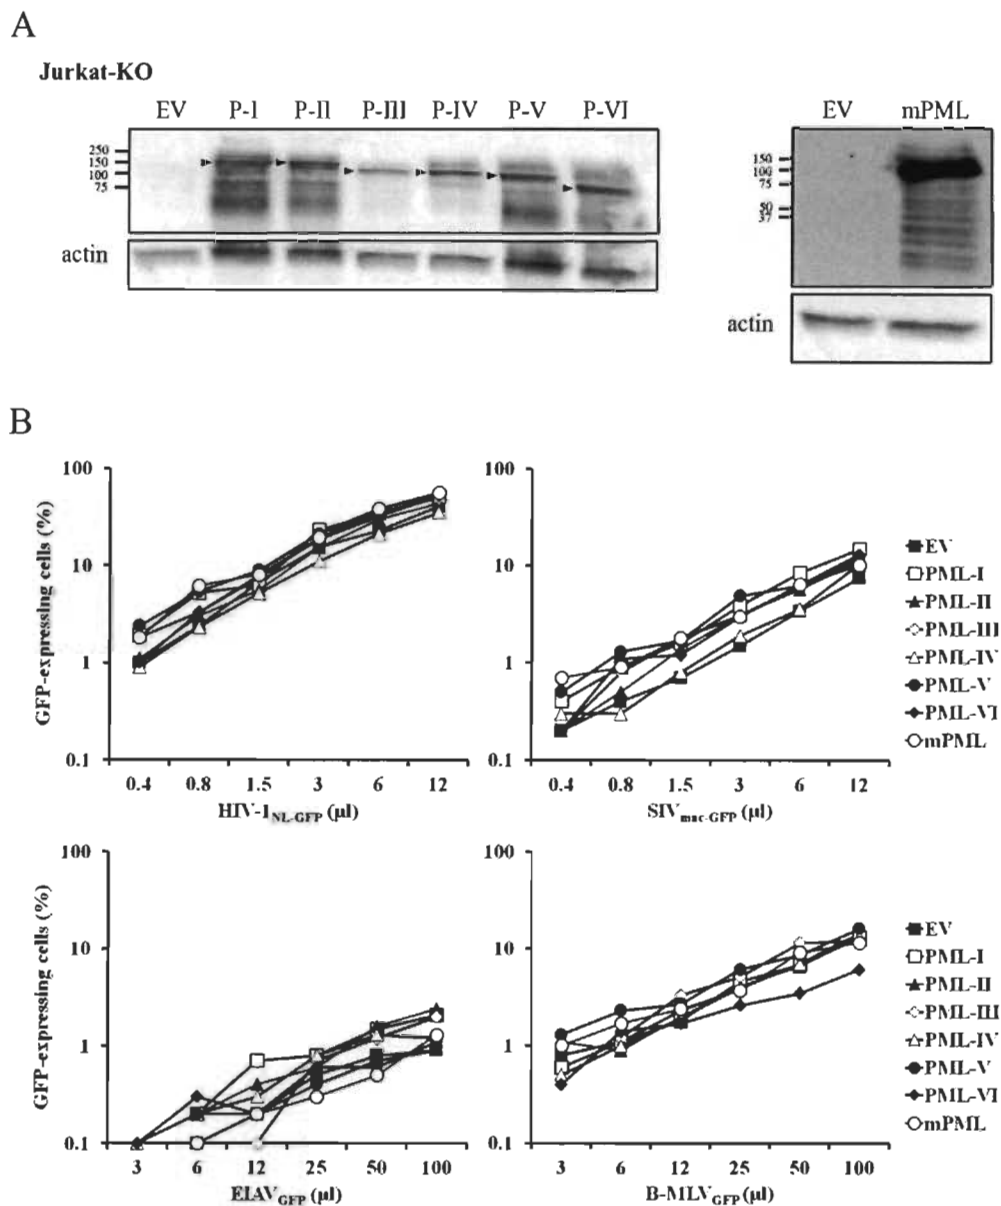 A
Jurkat-KO
EV P-I P-II P-III P-IV P-V P-VI
250
150
100
75
actin
EV mPML
150
100
75
50
37
actin
B
GFP-expressing cells (%)
100
10
1
0.1
0.4 0.8 1.5 3 6 12
HIV-1NL-GFP (µl)
100
10
1
0.1
0.4 0.8 1.5 3 6 12
SIVmac-GFP (µl)
EV
PML-I
PML-II
PML-III
PML-IV
PML-V
PML-VI
mPML
GFP-expressing cells (%)
100
10
1
0.1
3 6 12 25 50 100
EIAVGFP (µl)
100
10
1
0.1
3 6 12 25 50 100
B-MLVGFP (µl)
EV
PML-I
PML-II
PML-III
PML-IV
PML-V
PML-VI
mPML